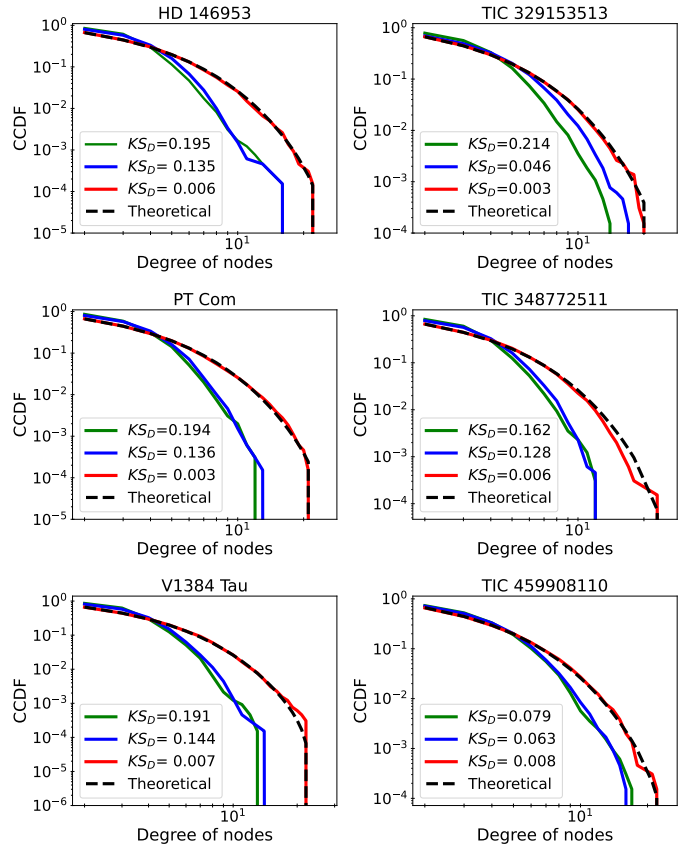 HD 146953
CCDF
10^0
10^-1
10^-2
10^-3
10^-4
10^-5
KS_D=0.195
KS_D= 0.135
KS_D= 0.006
Theoretical
10^1
Degree of nodes
TIC 329153513
CCDF
10^0
10^-1
10^-2
10^-3
10^-4
KS_D=0.214
KS_D=0.046
KS_D=0.003
Theoretical
10^1
Degree of nodes
PT Com
CCDF
10^0
10^-1
10^-2
10^-3
10^-4
10^-5
KS_D=0.194
KS_D= 0.136
KS_D= 0.003
Theoretical
10^1
Degree of nodes
TIC 348772511
CCDF
10^0
10^-1
10^-2
10^-3
10^-4
KS_D=0.162
KS_D=0.128
KS_D=0.006
Theoretical
10^1
Degree of nodes
V1384 Tau
CCDF
10^0
10^-1
10^-2
10^-3
10^-4
10^-5
10^-6
KS_D=0.191
KS_D= 0.144
KS_D= 0.007
Theoretical
10^1
Degree of nodes
TIC 459908110
CCDF
10^0
10^-1
10^-2
10^-3
10^-4
KS_D=0.079
KS_D= 0.063
KS_D= 0.008
Theoretical
10^1
Degree of nodes